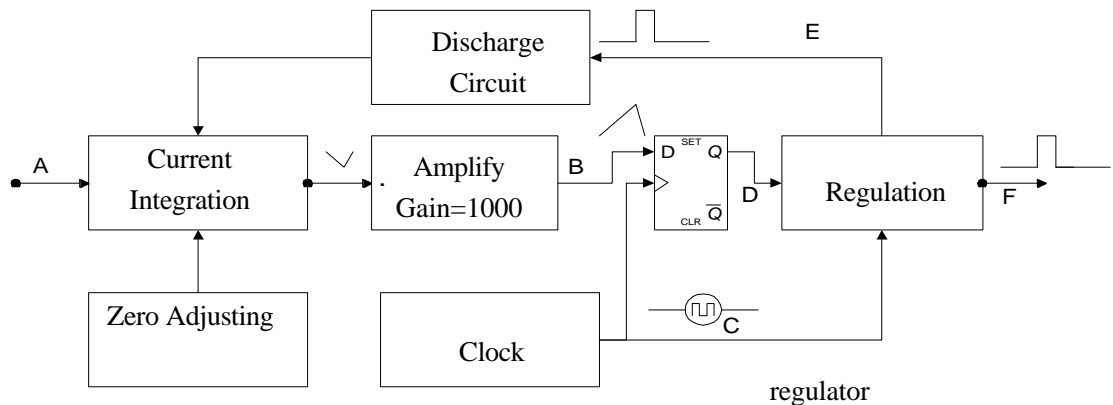 Discharge
Circuit
E
A
Current
Integration
Amplify
Gain=1000
B
D
SET
Q
Q̅
CLR
D
Regulation
F
Zero Adjusting
Clock
C
regulator